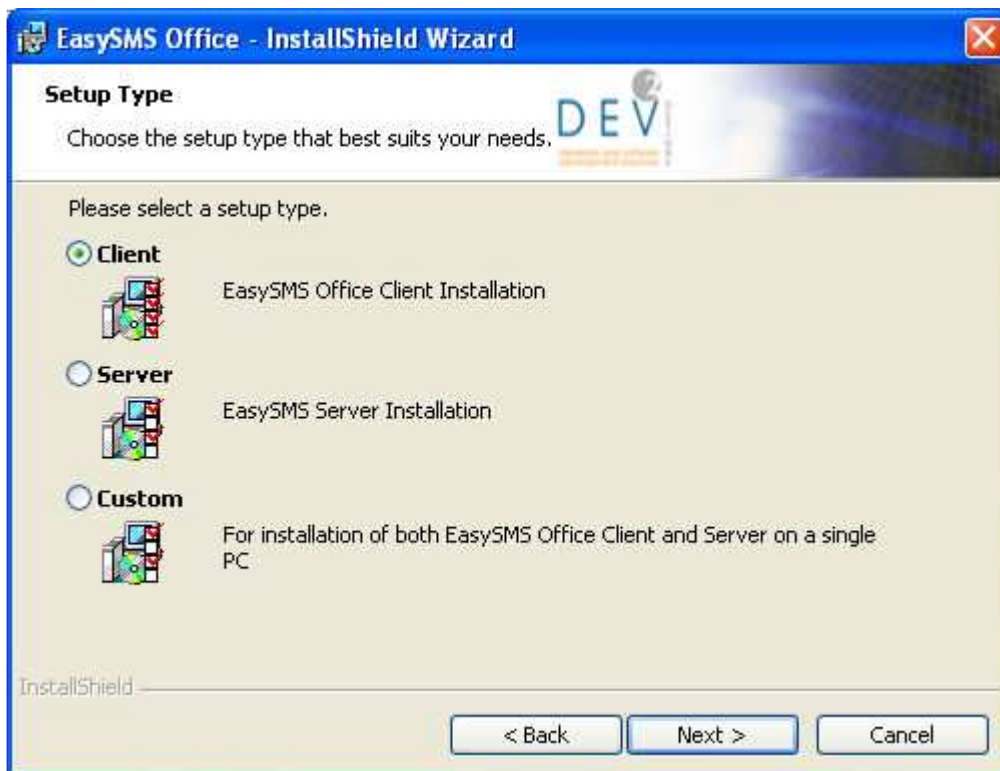 EasySMS Office - InstallShield Wizard
Setup Type
Choose the setup type that best suits your needs.
DEV
2
Please select a setup type.
Client
EasySMS Office Client Installation
Server
EasySMS Server Installation
Custom
For installation of both EasySMS Office Client and Server on a single
PC
InstallShield
< Back
Next >
Cancel